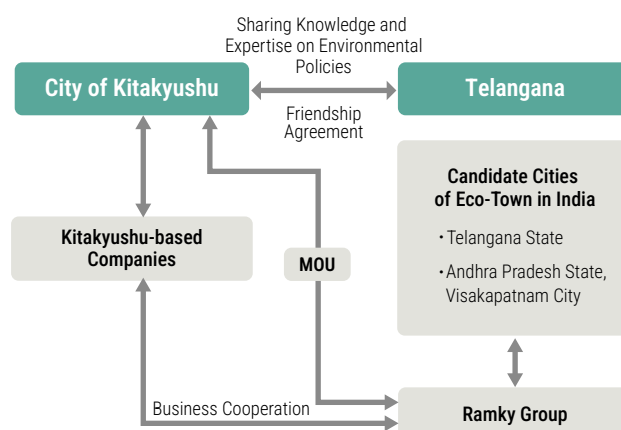 Sharing Knowledge and
Expertise on Environmental
Policies
City of Kitakyushu
Telangana
Friendship
Agreement
Candidate Cities
of Eco-Town in India
・Telangana State
・Andhra Pradesh State,
Visakapatnam City
Kitakyushu-based
Companies
MOU
Business Cooperation
Ramky Group